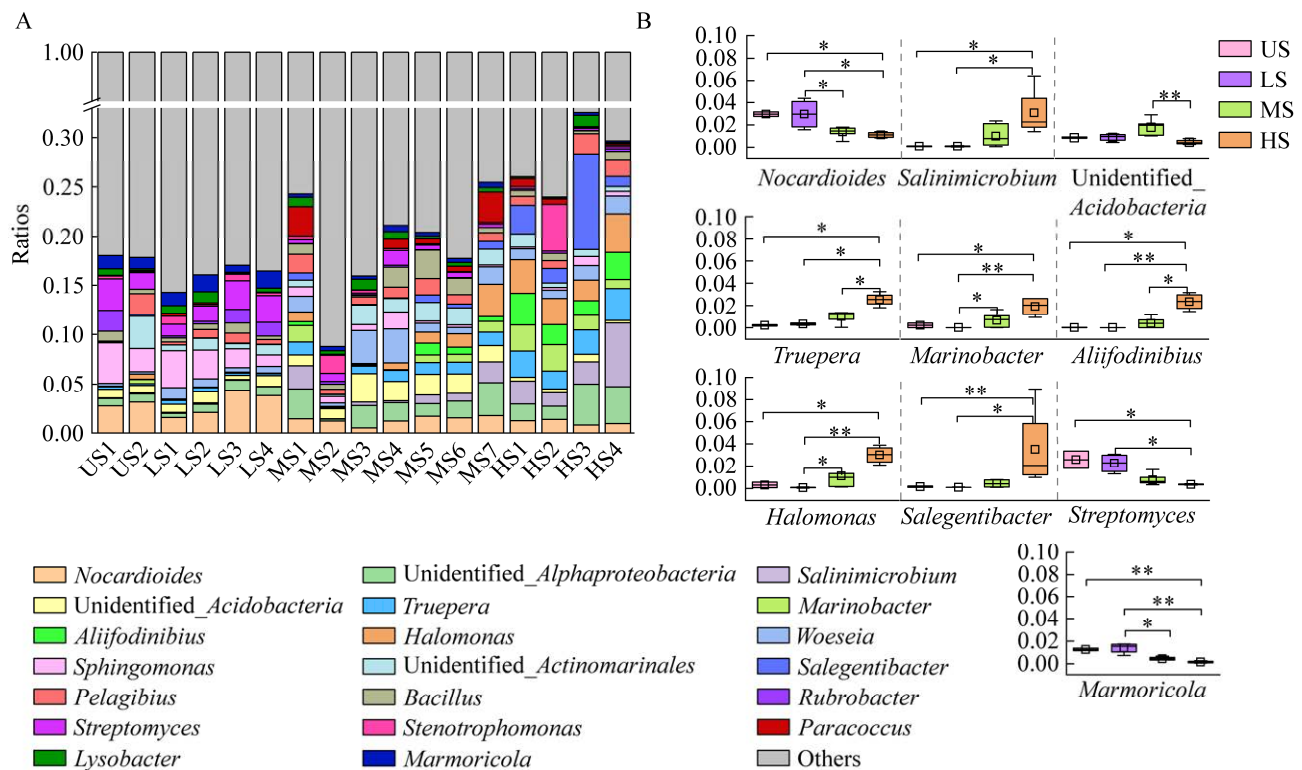 A
1.00
0.30
0.25
0.20
0.15
0.10
0.05
0.00
Ratios
US1 US2 LS1 LS2 LS3 LS4 MS1 MS2 MS3 MS4 MS5 MS6 MS7 HS1 HS2 HS3 HS4
B
US
LS
MS
HS
0.10
0.08
0.06
0.04
0.02
0.00
* * * * * **
Nocardioides Salinimicrobium Unidentified_
Acidobacteria
0.10
0.08
0.06
0.04
0.02
0.00
* * * * ** * * ** *
Truepera Marinobacter Aliifodinibius
0.10
0.08
0.06
0.04
0.02
0.00
* ** * ** * * *
Halomonas Salegentibacter Streptomyces
0.10
0.08
0.06
0.04
0.02
0.00
** ** *
Marmoricola
Nocardioides Unidentified_Alphaproteobacteria Salinimicrobium
Unidentified_Acidobacteria Truepera Marinobacter
Aliifodinibius Halomonas Woeseia
Sphingomonas Unidentified_Actinomarinales Salegentibacter
Pelagibius Bacillus Rubrobacter
Streptomyces Stenotrophomonas Paracoccus
Lysobacter Marmoricola Others